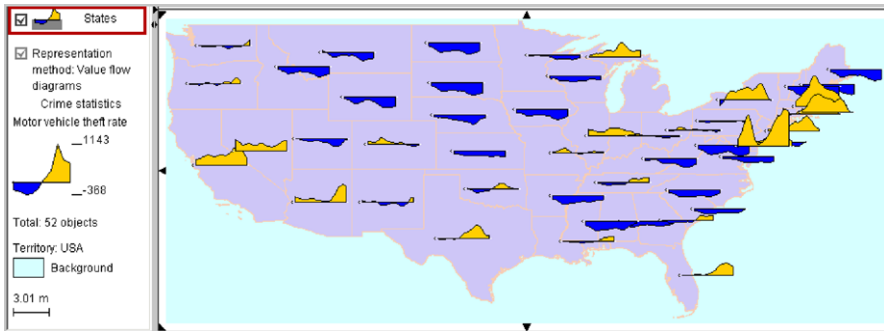 States
Representation
method: Value flow
diagrams
Crime statistics
Motor vehicle theft rate
1143
-368
Total: 52 objects
Territory: USA
Background
3.01 m